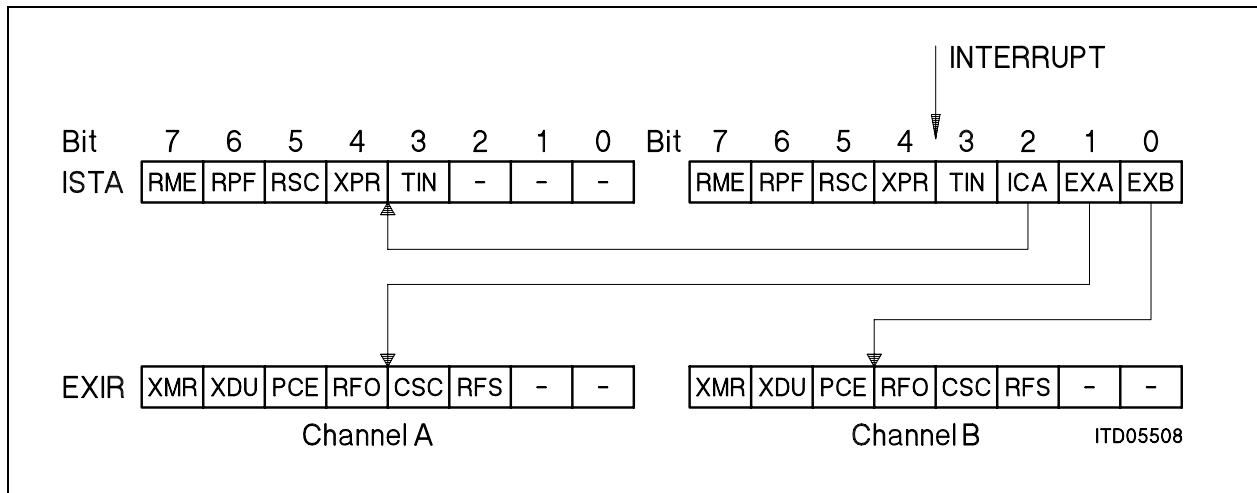 INTERRUPT
Bit 7 6 5 4 3 2 1 0 Bit 7 6 5 4 3 2 1 0
ISTA RME RPF RSC XPR TIN - - - RME RPF RSC XPR TIN ICA EXA EXB
EXIR XMR XDU PCE RFO CSC RFS - - XMR XDU PCE RFO CSC RFS - -
Channel A Channel B ITD05508